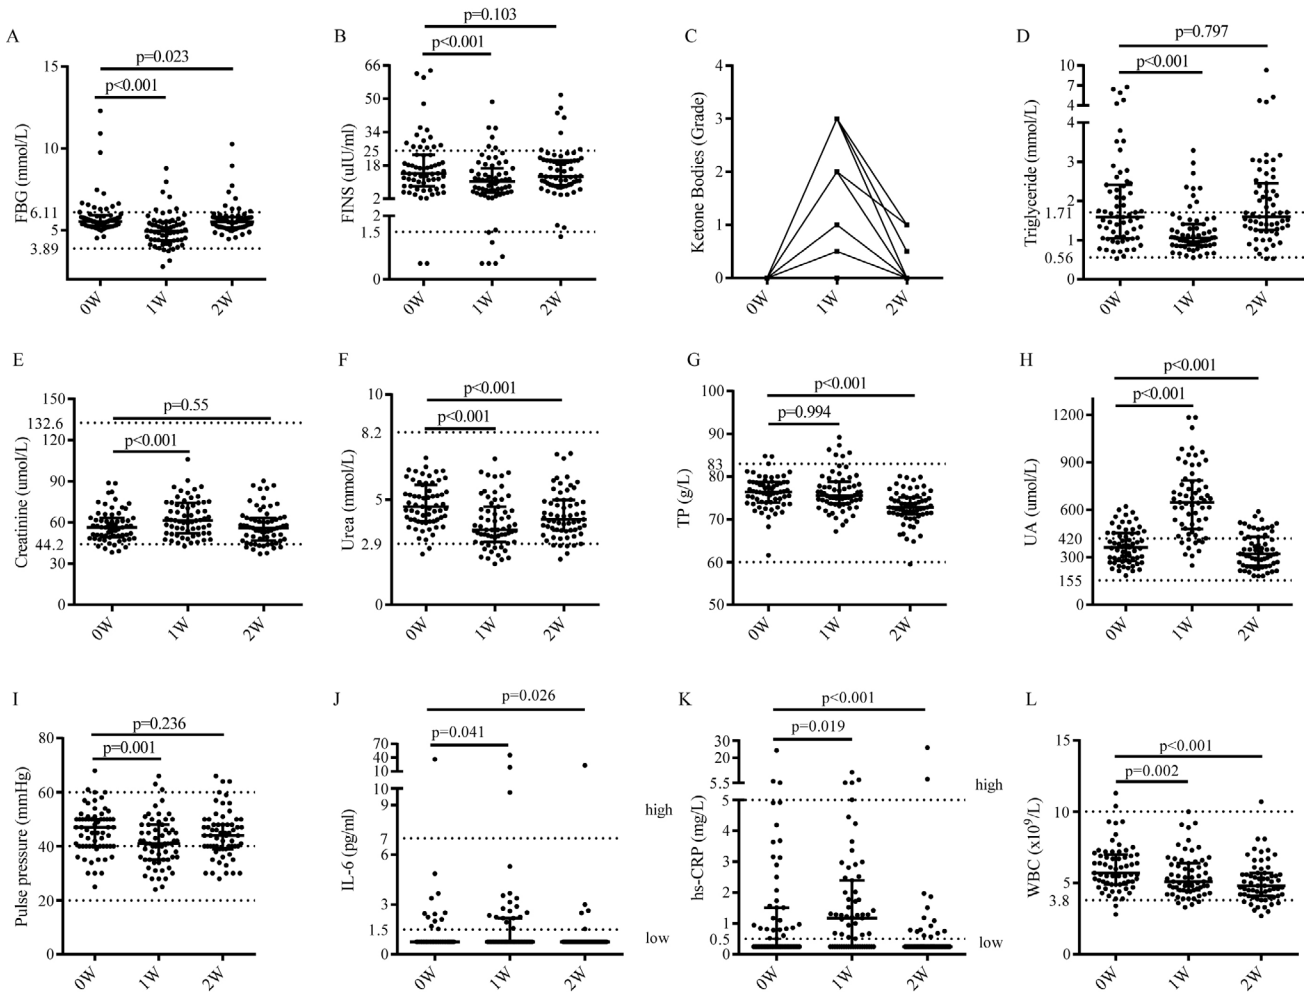 A
p=0.023
p<0.001
FBG (mmol/L)
15
10
6.11
5
3.89
0W
1W
2W
B
p=0.103
p<0.001
FINS (uIU/ml)
66
50
34
25
18
2
2
1.5
0
0W
1W
2W
C
Ketone Bodies (Grade)
4
3
2
1
0
0W
1W
2W
D
p=0.797
p<0.001
Triglyceride (mmol/L)
10
7
4
4
3
2
1.71
1
0.56
0
0W
1W
2W
E
p=0.55
p<0.001
Creatinine (umol/L)
150
132.6
120
90
60
44.2
30
0
0W
1W
2W
F
p<0.001
p<0.001
Urea (mmol/L)
10
8.2
5
2.9
0
0W
1W
2W
G
p<0.001
p=0.994
TP (g/L)
100
90
83
80
70
60
50
0W
1W
2W
H
p<0.001
p<0.001
UA (umol/L)
1200
900
600
420
300
155
0
0W
1W
2W
I
p=0.236
p=0.001
Pulse pressure (mmHg)
80
60
40
20
0
0W
1W
2W
J
p=0.026
p=0.041
IL-6 (pg/ml)
70
40
10
10
9
7
6
3
1.5
0
high
low
0W
1W
2W
K
p<0.001
p=0.019
hs-CRP (mg/L)
30
20
5.5
5
4
3
2
1
0.5
0
high
low
0W
1W
2W
L
p<0.001
p=0.002
WBC (x10⁹/L)
15
10
5
3.8
0
0W
1W
2W